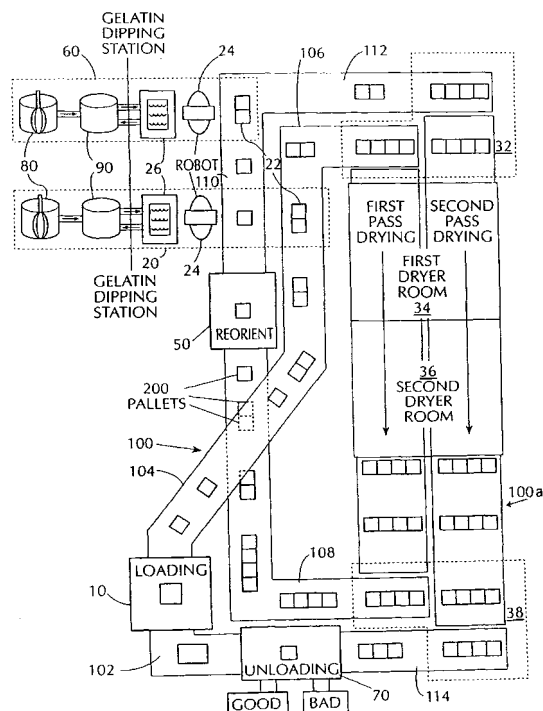 GELATIN
DIPPING
STATION
60
24
106
112
80
90
26
ROBOT
110
22
32
20
24
GELATIN
DIPPING
STATION
FIRST
PASS
DRYING
SECOND
PASS
DRYING
FIRST
DRYER
ROOM
34
50
REORIENT
36
SECOND
DRYER
ROOM
200
PALLETS
100
104
100a
LOADING
10
108
38
102
UNLOADING
70
114
GOOD
BAD